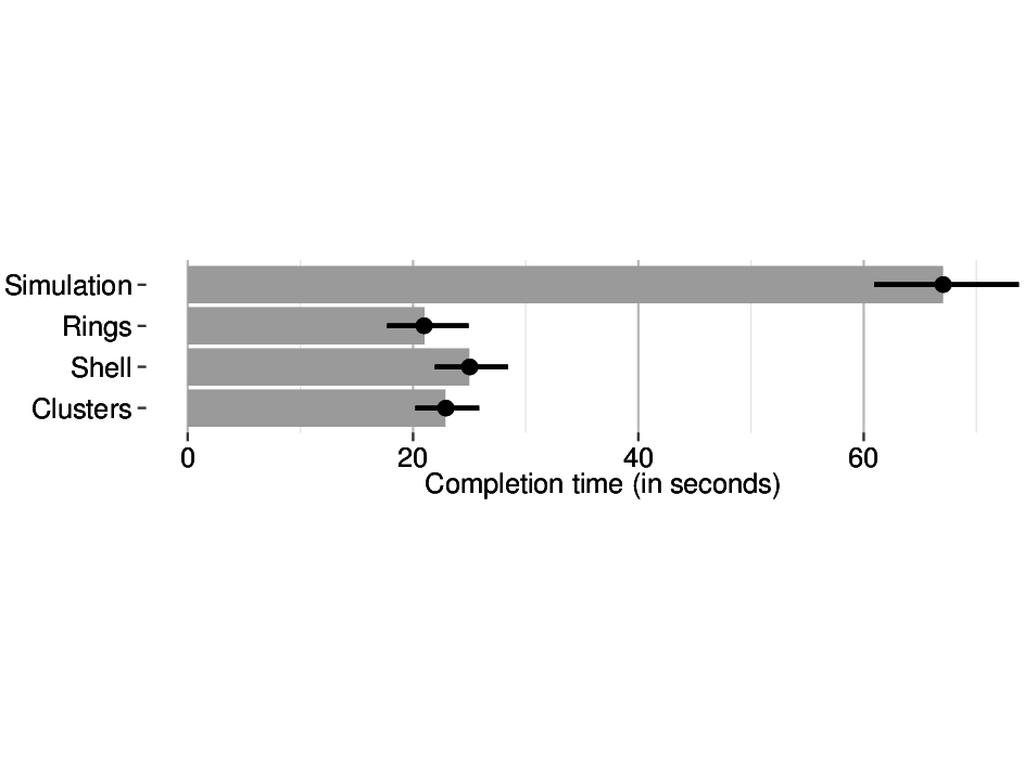 Simulation
Rings
Shell
Clusters
0 20 40 60
Completion time (in seconds)